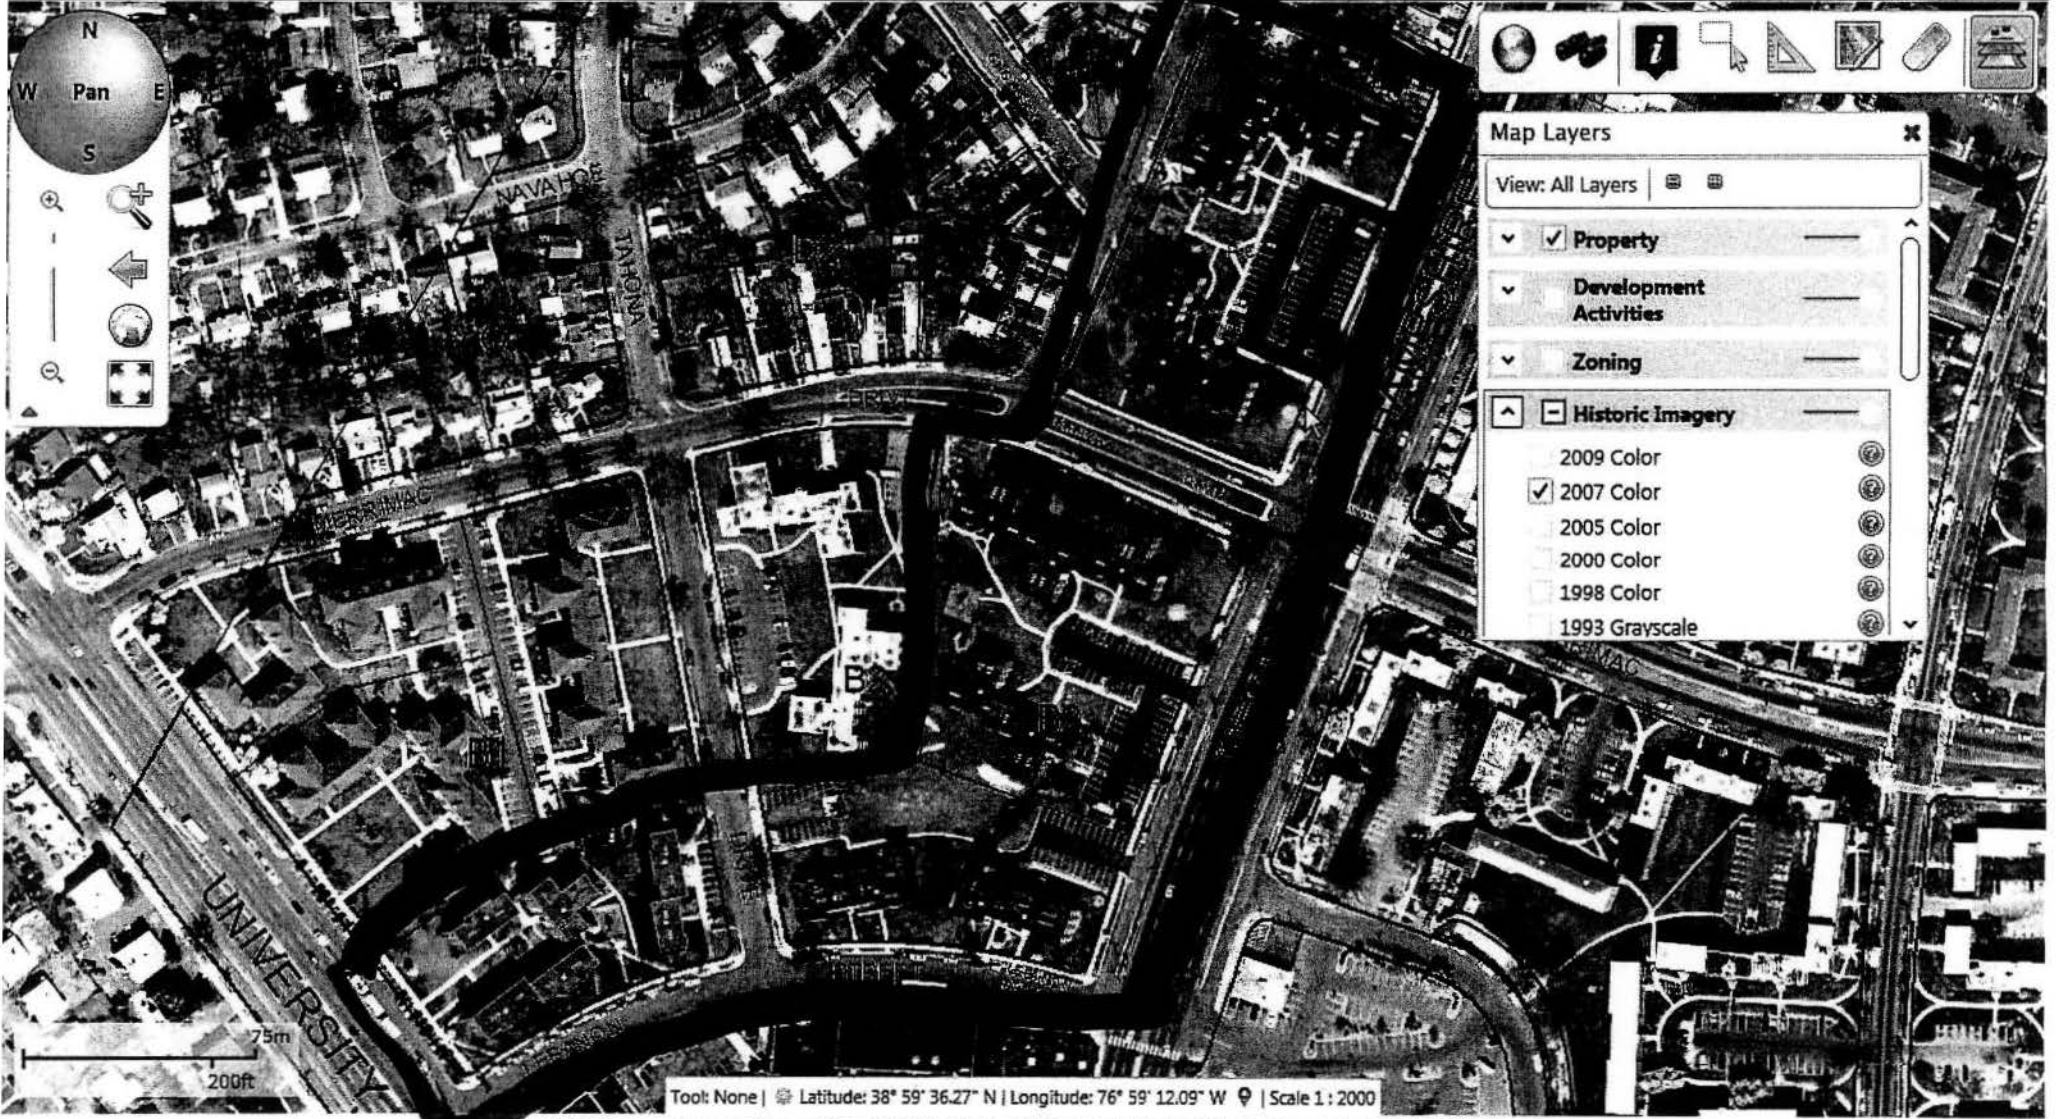 N
W Pan E
S
NAVAHO
TAHONA
DRIVE
MERRIMAC
B
UNIVERSITY
75m
200ft
Map Layers
View: All Layers
Property
Development
Activities
Zoning
Historic Imagery
2009 Color
2007 Color
2005 Color
2000 Color
1998 Color
1993 Grayscale
Tool: None | Latitude: 38° 59' 36.27" N | Longitude: 76° 59' 12.09" W | Scale 1 : 2000